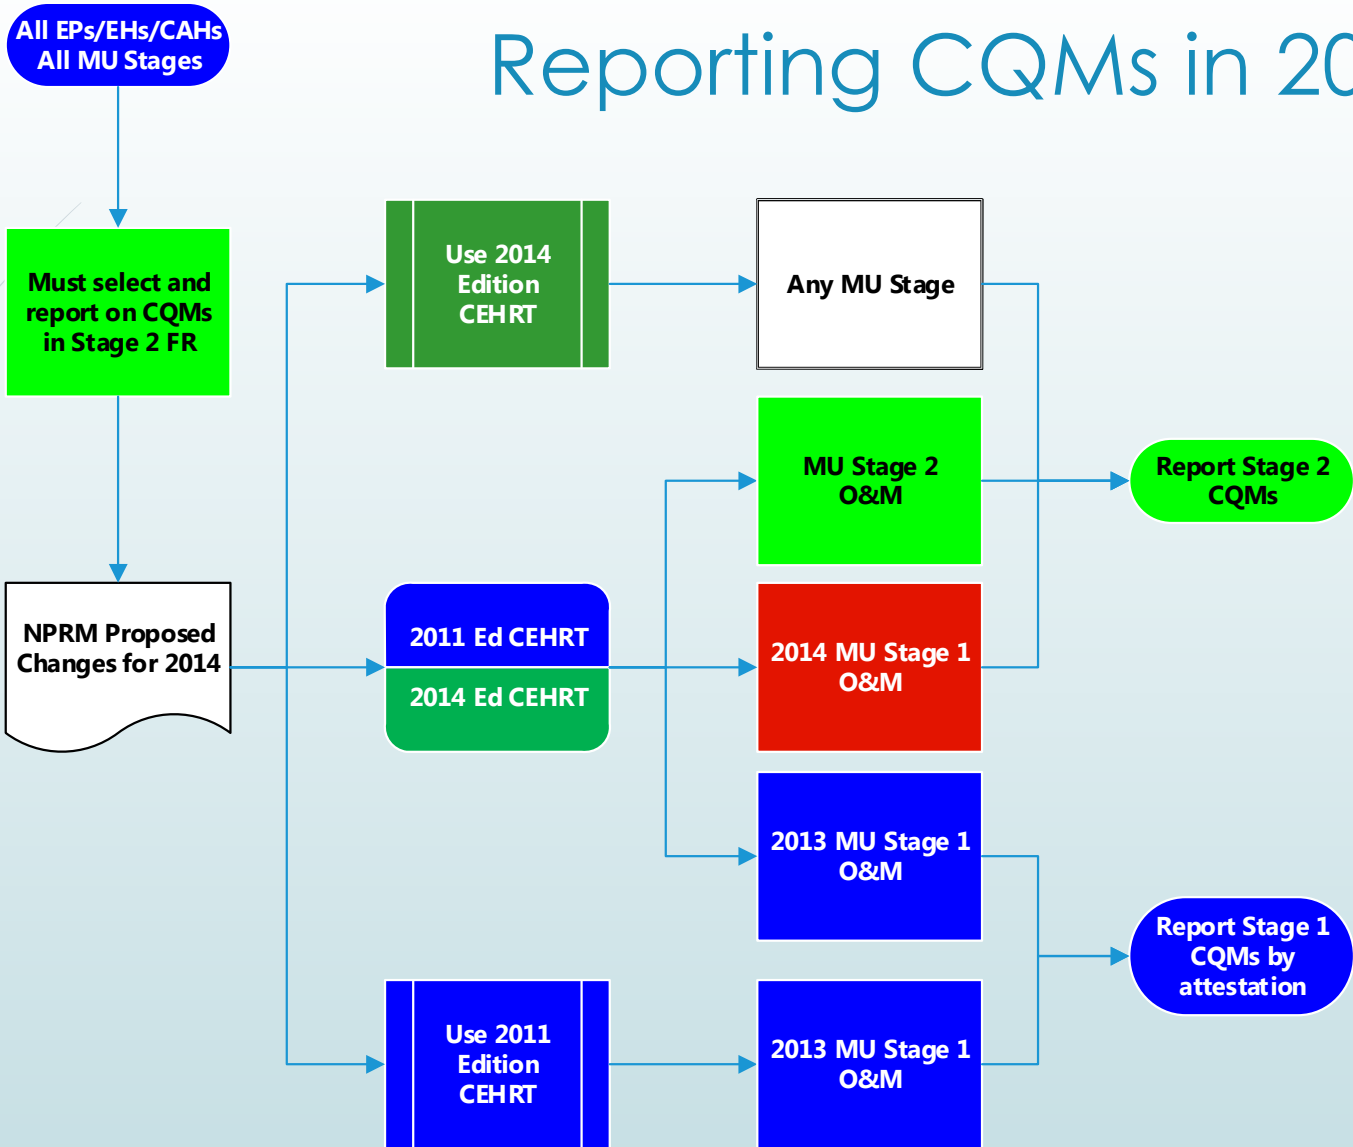 All EPs/EHs/CAHs
All MU Stages
Reporting CQMs in 20
Must select and
report on CQMs
in Stage 2 FR
Use 2014
Edition
CEHRT
Any MU Stage
MU Stage 2
O&M
Report Stage 2
CQMs
NPRM Proposed
Changes for 2014
2011 Ed CEHRT
2014 Ed CEHRT
2014 MU Stage 1
O&M
2013 MU Stage 1
O&M
Report Stage 1
CQMs by
attestation
Use 2011
Edition
CEHRT
2013 MU Stage 1
O&M